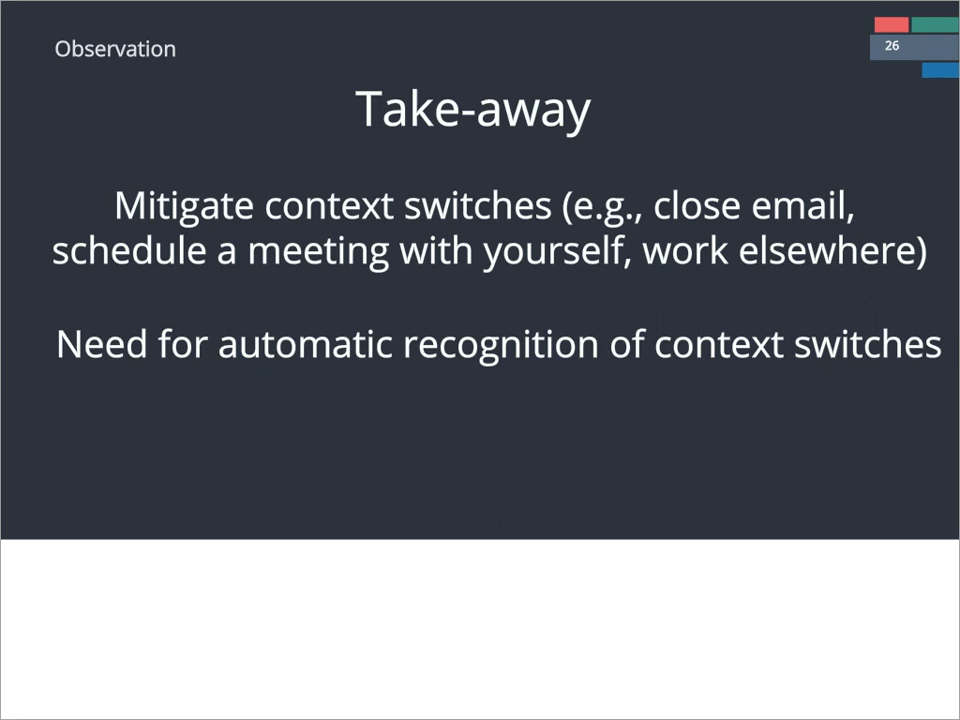 Observation
26
Take-away
Mitigate context switches (e.g., close email,
schedule a meeting with yourself, work elsewhere)
Need for automatic recognition of context switches